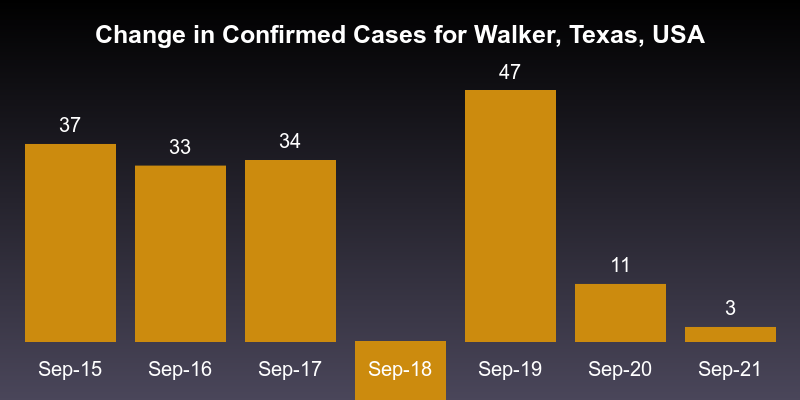 Change in Confirmed Cases for Walker, Texas, USA
37
33
34
47
11
3
Sep-15
Sep-16
Sep-17
Sep-18
Sep-19
Sep-20
Sep-21